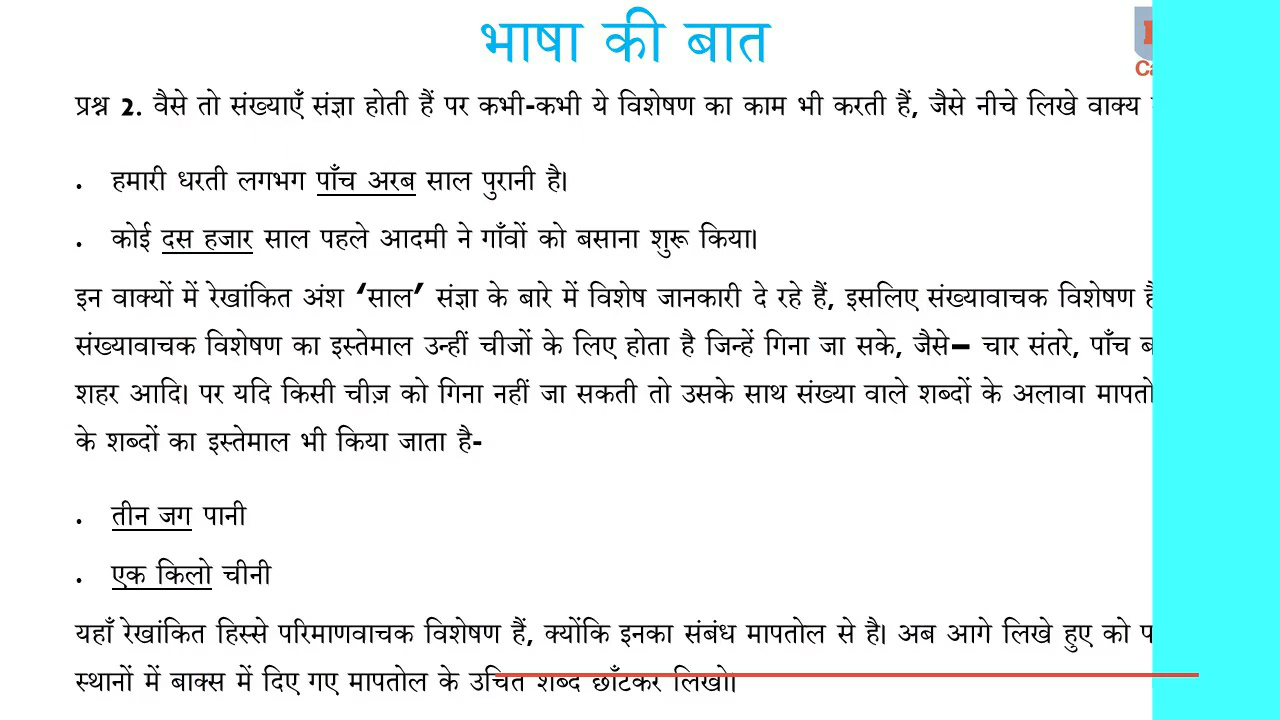 भाषा की बात
प्रश्न 2. वैसे तो संख्याएँ संज्ञा होती हैं पर कभी-कभी ये विशेषण का काम भी करती हैं, जैसे नीचे लिखे वाक्य
. हमारी धरती लगभग पाँच अरब साल पुरानी है।
. कोई दस हजार साल पहले आदमी ने गाँवों को बसाना शुरू किया।
इन वाक्यों में रेखांकित अंश ‘साल’ संज्ञा के बारे में विशेष जानकारी दे रहे हैं, इसलिए संख्यावाचक विशेषण
संख्यावाचक विशेषण का इस्तेमाल उन्हीं चीजों के लिए होता है जिन्हें गिना जा सके, जैसे– चार संतरे, पाँच
शहर आदि। पर यदि किसी चीज़ को गिना नहीं जा सकती तो उसके साथ संख्या वाले शब्दों के अलावा
के शब्दों का इस्तेमाल भी किया जाता है-
. तीन जग पानी
. एक किलो चीनी
यहाँ रेखांकित हिस्से परिमाणवाचक विशेषण हैं, क्योंकि इनका संबंध मापतोल से है। अब आगे लिखे हुए को
स्थानों में बाक्स में दिए गए मापतोल के उचित शब्द छाँटकर लिखो।